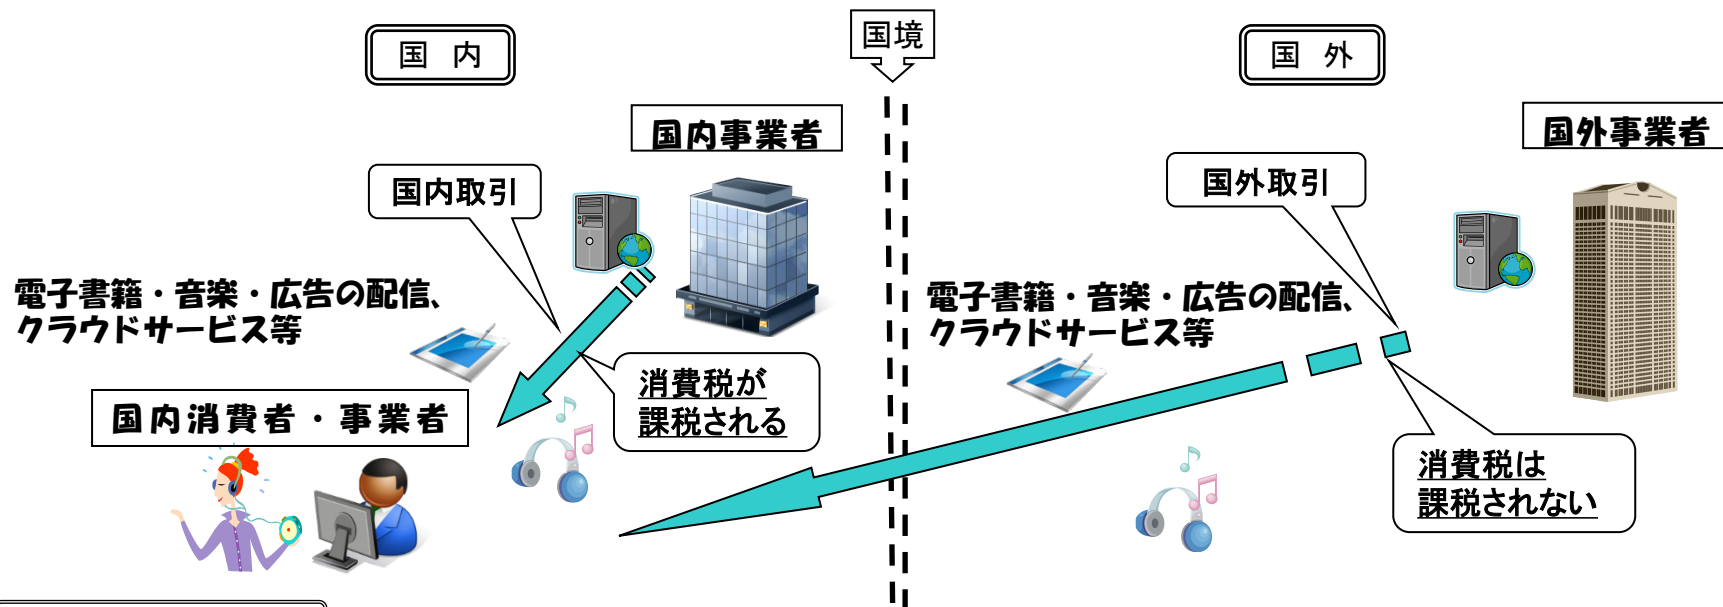 国境
国 内
国 外
国内事業者
国外事業者
国内取引
国外取引
電子書籍・音楽・広告の配信、
クラウドサービス等
電子書籍・音楽・広告の配信、
クラウドサービス等
消費税が
課税される
国内消費者・事業者
消費税は
課税されない